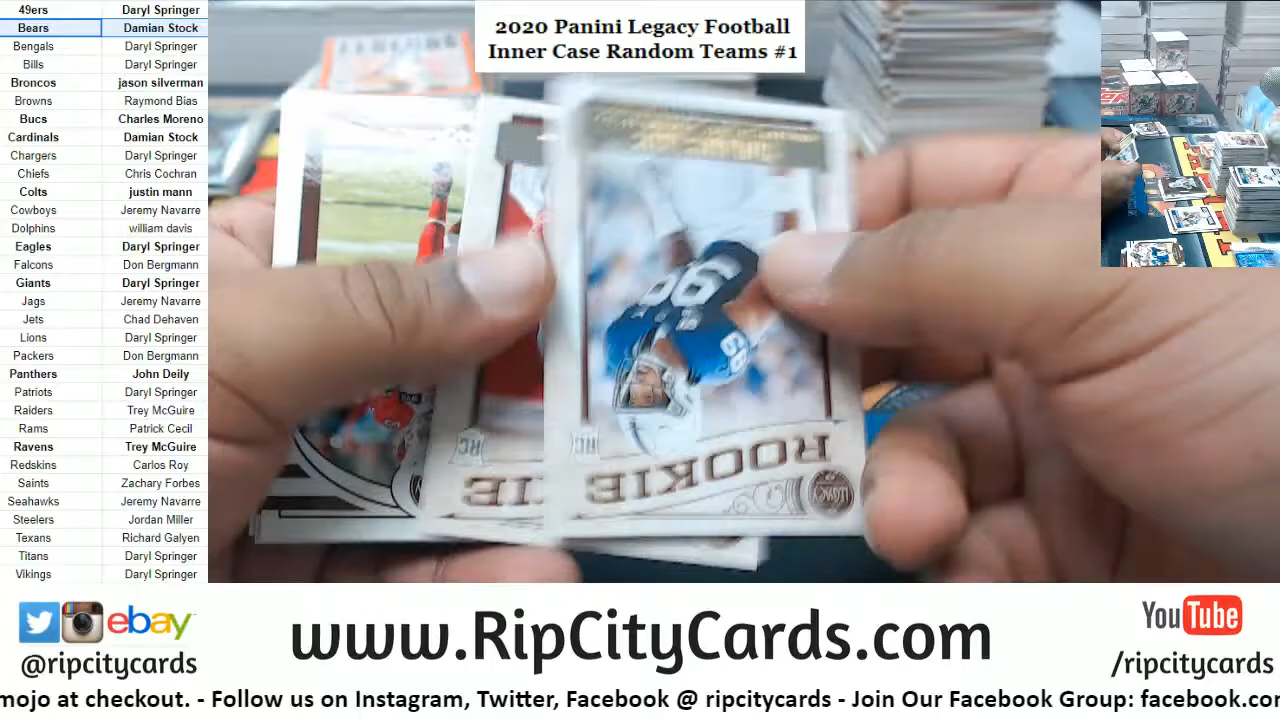 49ers Daryl Springer
Bears Damian Stock
Bengals Daryl Springer
Bills Daryl Springer
Broncos jason silverman
Browns Raymond Bias
Bucs Charles Moreno
Cardinals Damian Stock
Chargers Daryl Springer
Chiefs Chris Cochran
Colts justin mann
Cowboys Jeremy Navarre
Dolphins william davis
Eagles Daryl Springer
Falcons Don Bergmann
Giants Daryl Springer
Jags Jeremy Navarre
Jets Chad Dehaven
Lions Daryl Springer
Packers Don Bergmann
Panthers John Deily
Patriots Daryl Springer
Raiders Trey McGuire
Rams Patrick Cecil
Ravens Trey McGuire
Redskins Carlos Roy
Saints Zachary Forbes
Seahawks Jeremy Navarre
Steelers Jordan Miller
Texans Richard Galyen
Titans Daryl Springer
Vikings Daryl Springer
2020 Panini Legacy Football
Inner Case Random Teams #1
99
RC
RC
ROOKIE
LEGACY
ebay
@ripcitycards
www.RipCityCards.com
YouTube
/ripcitycards
mojo at checkout. - Follow us on Instagram, Twitter, Facebook @ ripcitycards - Join Our Facebook Group: facebook.co